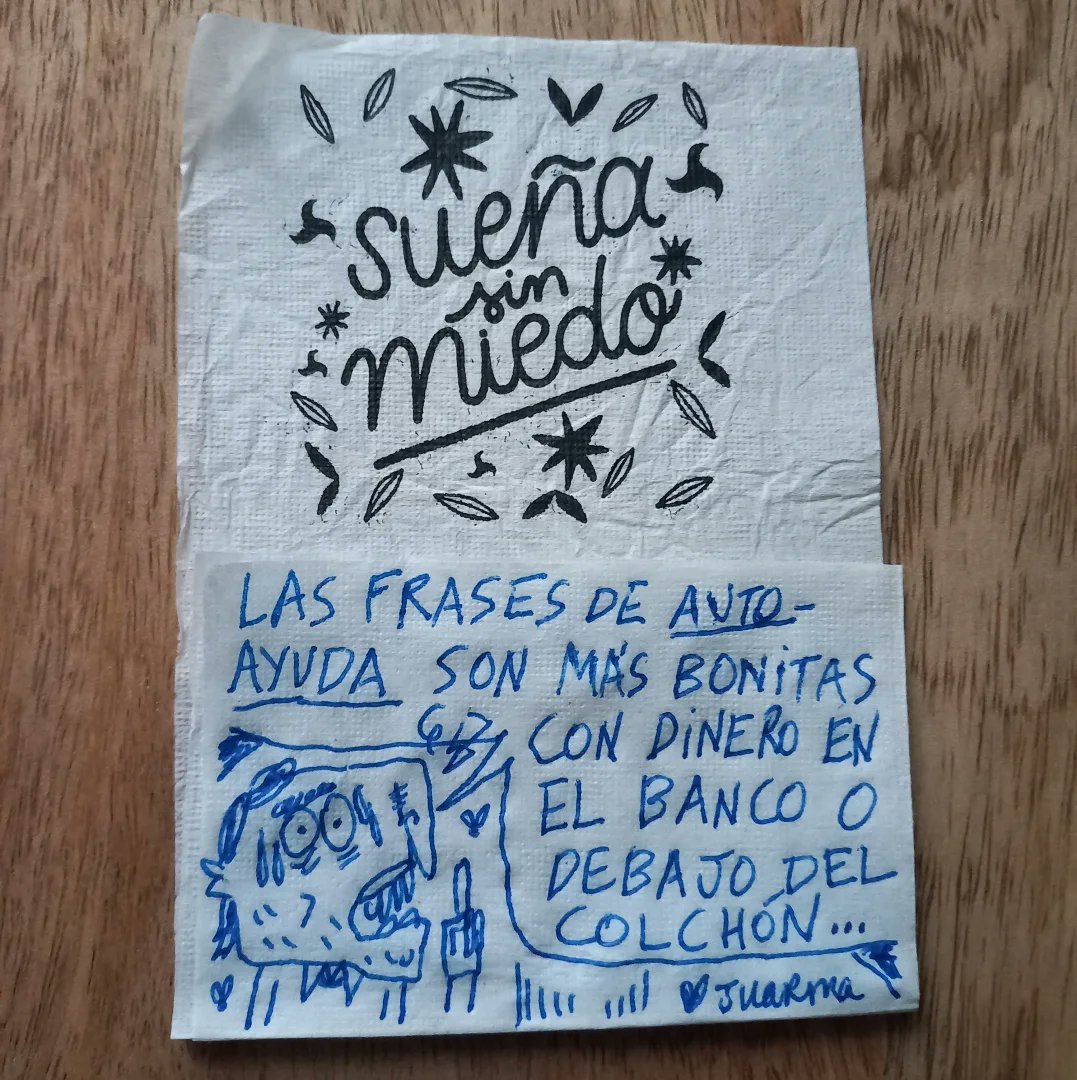 sueña
sin
miedo
LAS FRASES DE AUTO-
AYUDA SON MÁS BONITAS
CON DINERO EN
EL BANCO O
DEBAJO DEL
COLCHÓN...
JUARMA